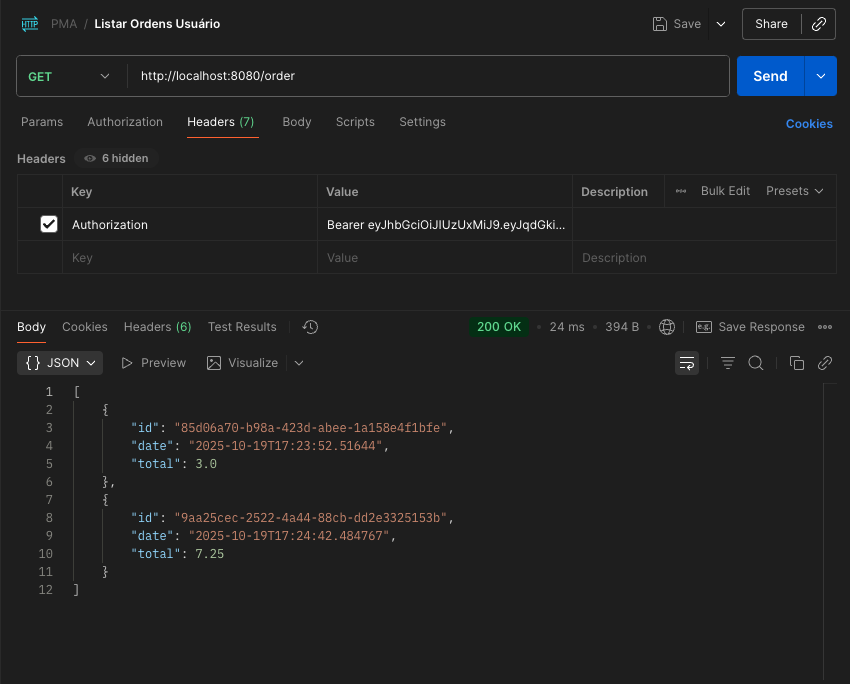 HTTP PMA / Listar Ordens Usuário Save Share
GET http://localhost:8080/order Send
Params Authorization Headers (7) Body Scripts Settings Cookies
Headers 6 hidden
Key Value Description Bulk Edit Presets
Authorization Bearer eyJhbGciOiJIUzUxMiJ9.eyJqdGki...
Key Value Description
Body Cookies Headers (6) Test Results 200 OK • 24 ms • 394 B • e.g. Save Response
{} JSON Preview Visualize
1 [
2 {
3 "id": "85d06a70-b98a-423d-abee-1a158e4f1bfe",
4 "date": "2025-10-19T17:23:52.51644",
5 "total": 3.0
6 },
7 {
8 "id": "9aa25cec-2522-4a44-88cb-dd2e3325153b",
9 "date": "2025-10-19T17:24:42.484767",
10 "total": 7.25
11 }
12 ]